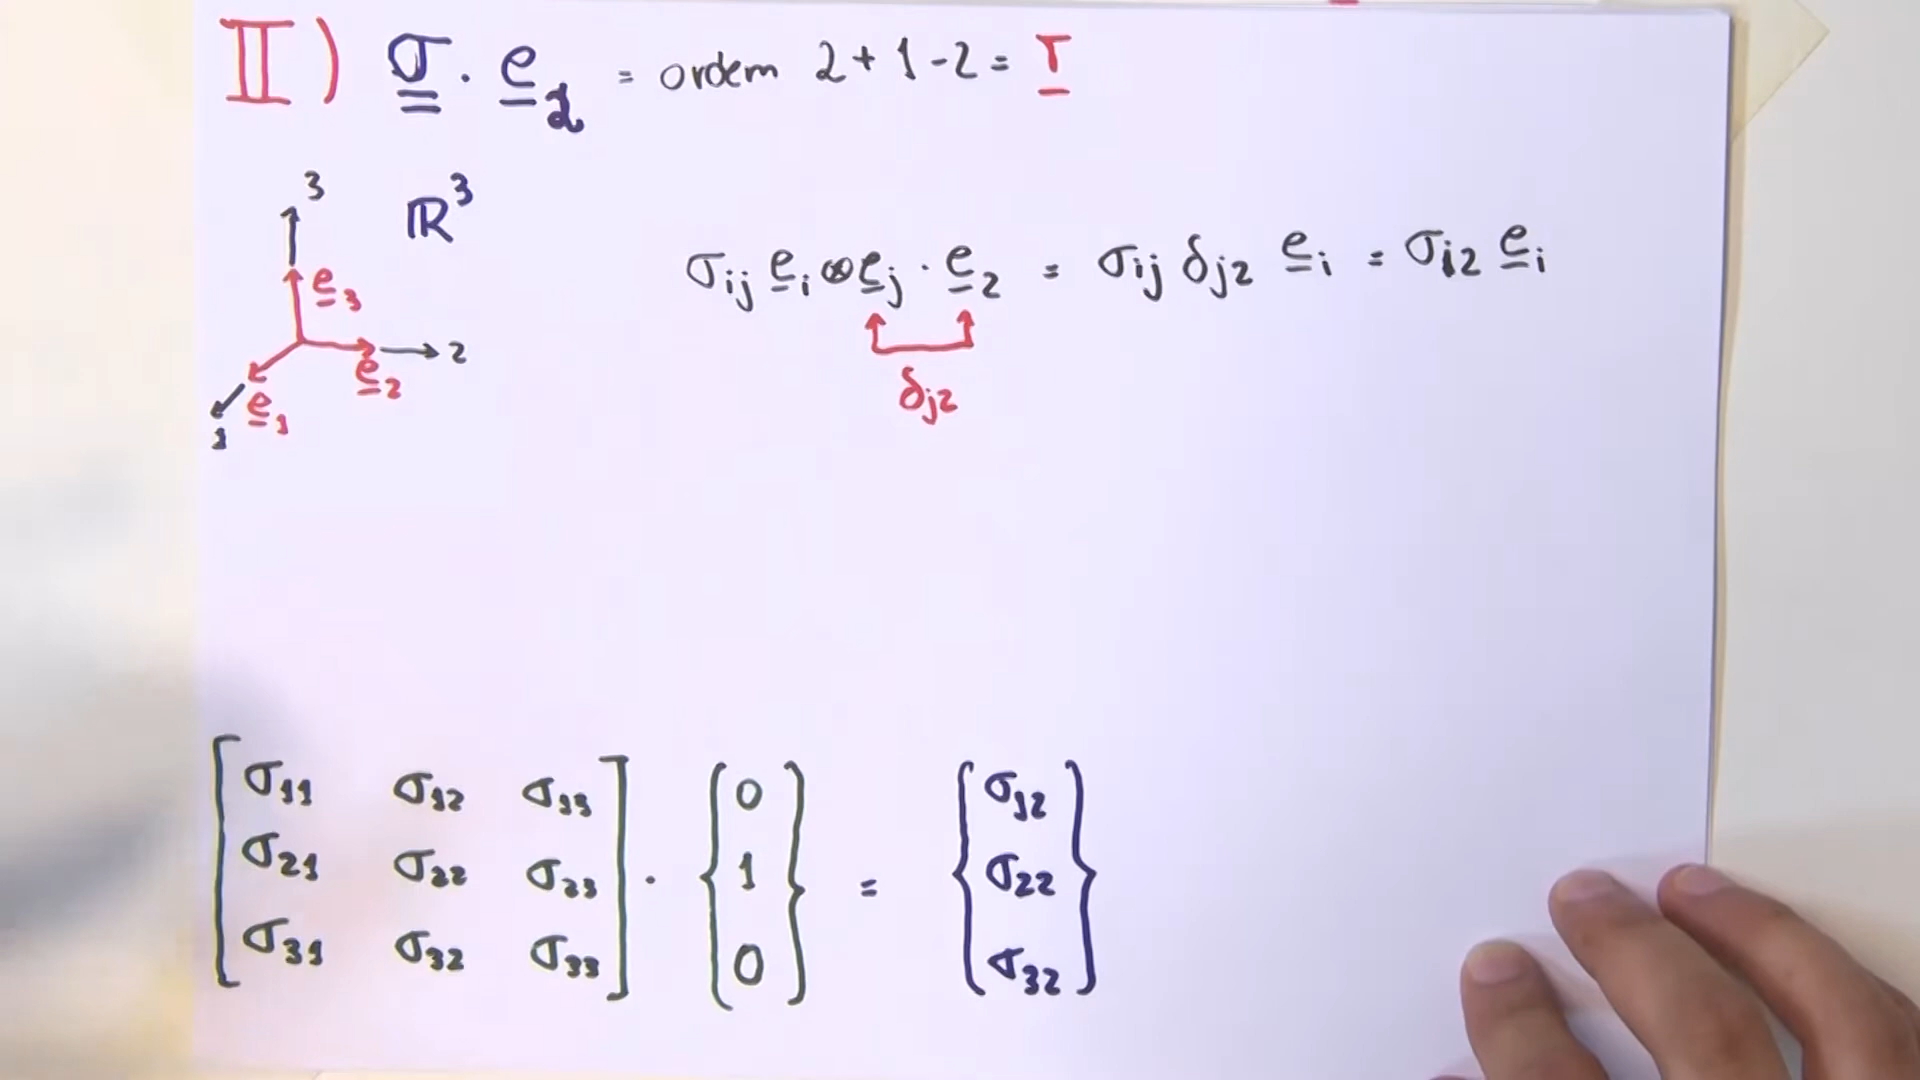 II) σ · e₂ = ordem 2 + 1 - 2 = 1
3 ℝ³
e₃
2
e₂
e₁
1
σij ei ⊗ ej · e₂ = σij δj2 ei = σi2 ei
δj2
[σ11 σ12 σ13] {0} {σ12}
[σ21 σ22 σ23] · {1} = {σ22}
[σ31 σ32 σ33] {0} {σ32}